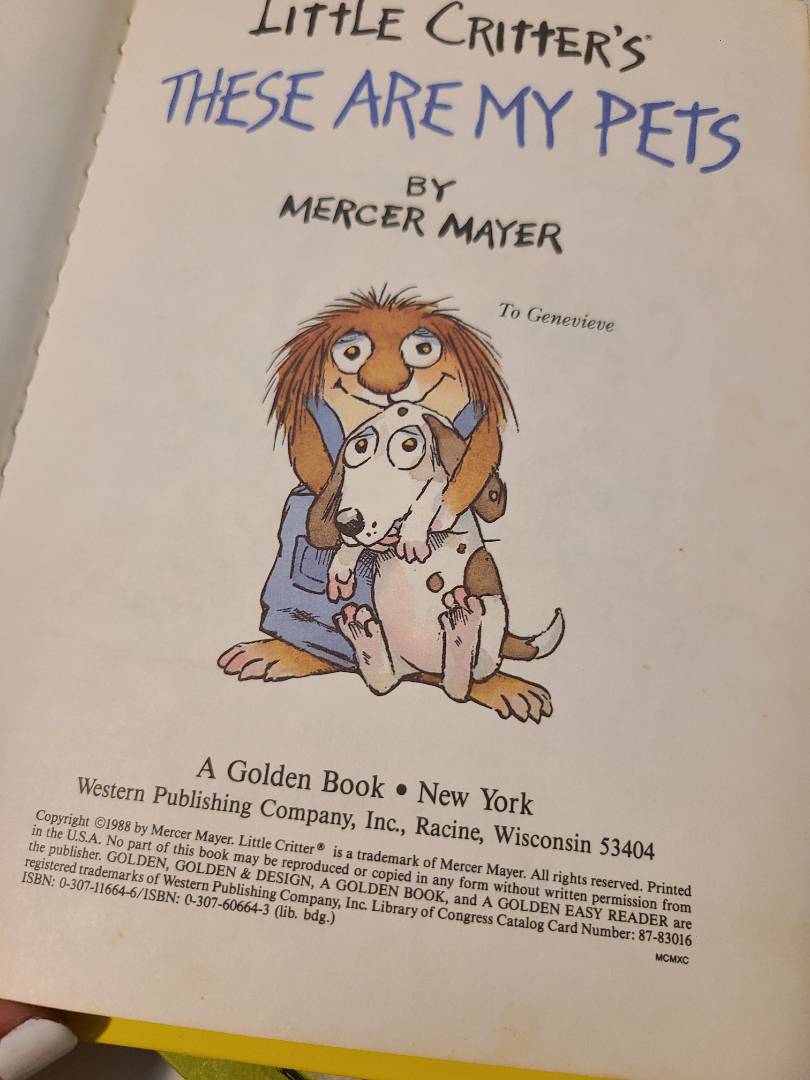 LITTLE CRITTER'S
THESE ARE MY PETS
BY
MERCER MAYER
To Genevieve
A Golden Book • New York
Western Publishing Company, Inc., Racine, Wisconsin 53404
Copyright ©1988 by Mercer Mayer. Little Critter® is a trademark of Mercer Mayer. All rights reserved. Printed
in the U.S.A. No part of this book may be reproduced or copied in any form without written permission from
the publisher. GOLDEN, GOLDEN & DESIGN, A GOLDEN BOOK, and A GOLDEN EASY READER are
registered trademarks of Western Publishing Company, Inc. Library of Congress Catalog Card Number: 87-83016
ISBN: 0-307-11664-6/ISBN: 0-307-60664-3 (lib. bdg.)
MCMXC